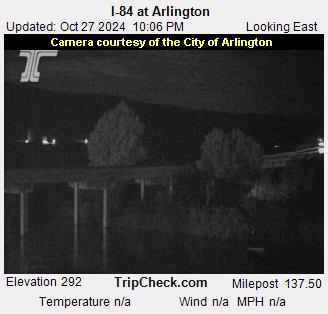 I-84 at Arlington
Updated: Oct 27 2024 10:06 PM Looking East
Camera courtesy of the City of Arlington
Elevation 292 TripCheck.com Milepost 137.50
Temperature n/a Wind n/a MPH n/a